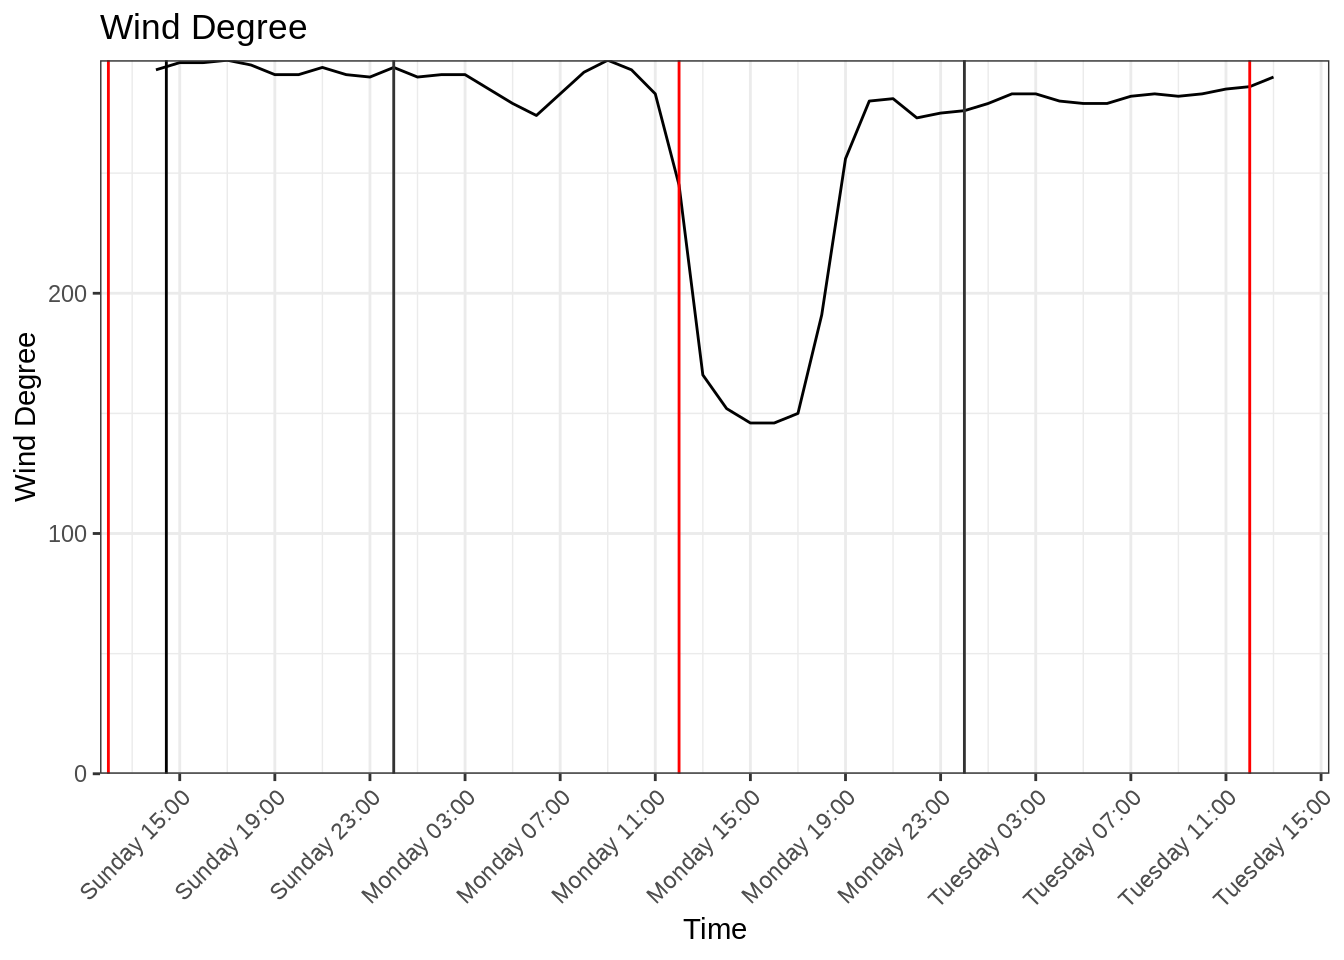 Wind Degree
Wind Degree
200
100
0
Sunday 15:00
Sunday 19:00
Sunday 23:00
Monday 03:00
Monday 07:00
Monday 11:00
Monday 15:00
Monday 19:00
Monday 23:00
Tuesday 03:00
Tuesday 07:00
Tuesday 11:00
Tuesday 15:00
Time